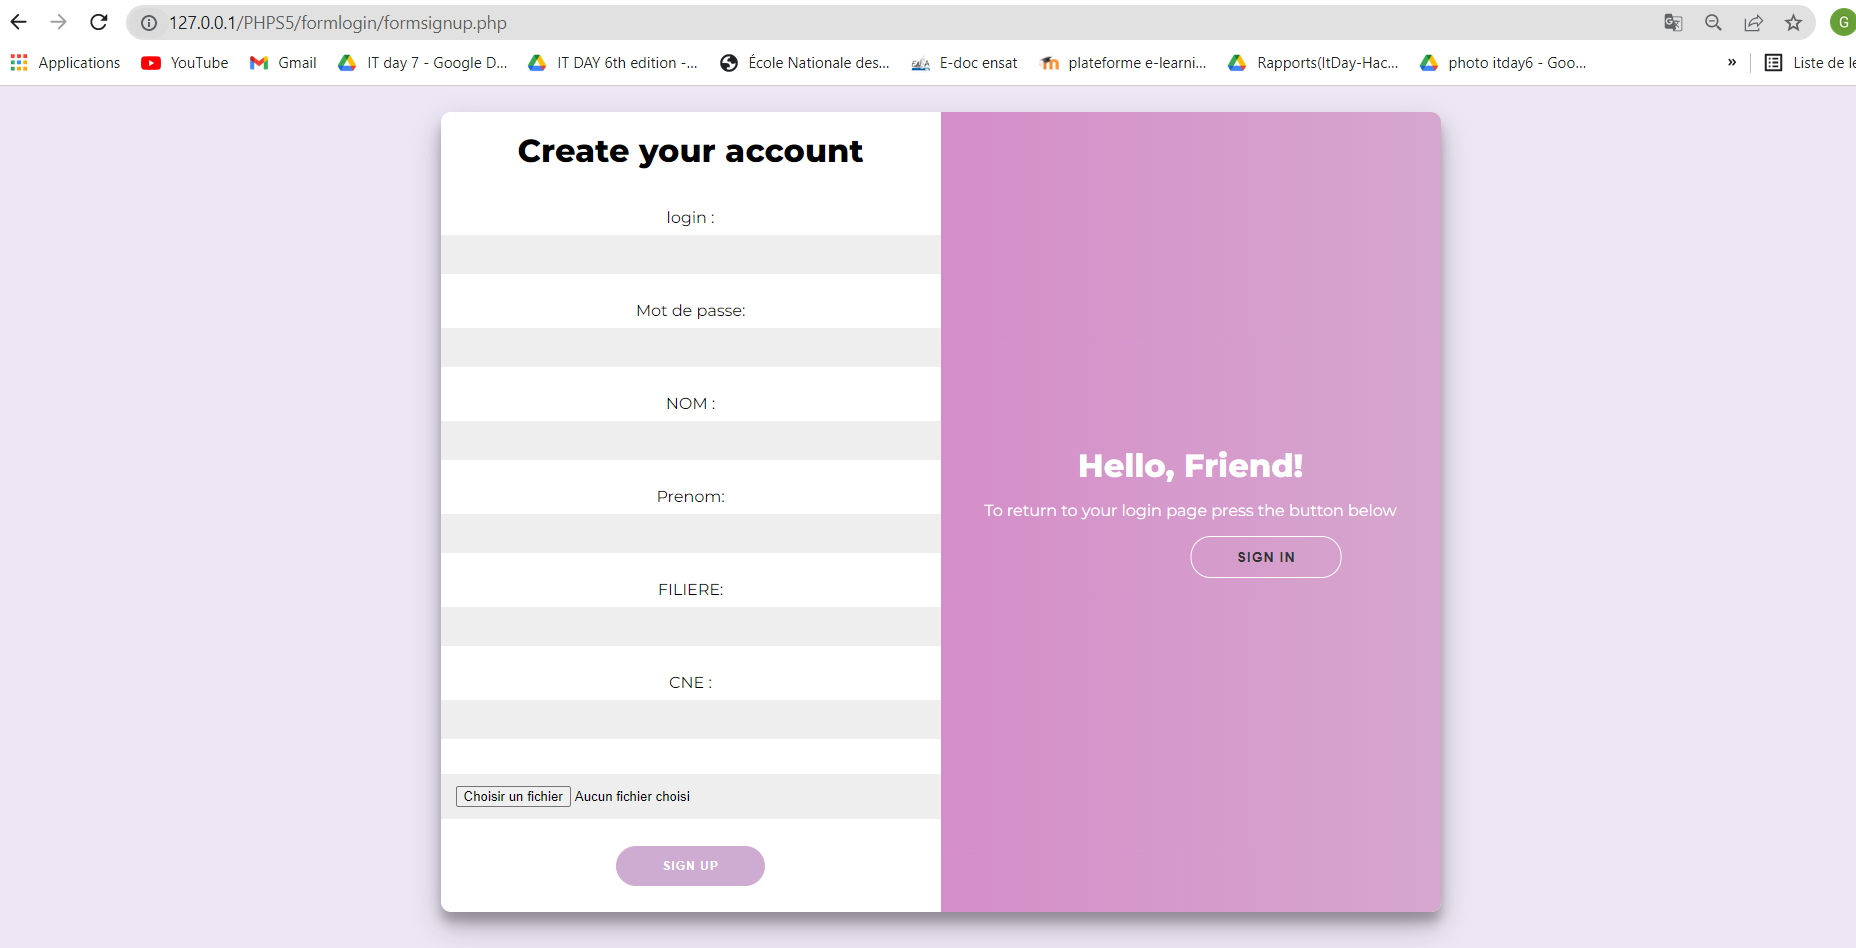 127.0.0.1/PHPS5/formlogin/formsignup.php
G
Applications YouTube Gmail IT day 7 - Google D... IT DAY 6th edition -... École Nationale des... E-doc ensat plateforme e-learni... Rapports(ItDay-Hac... photo itday6 - Goo... » Liste de le
Create your account
login :
Mot de passe:
NOM :
Prenom:
FILIERE:
CNE :
Choisir un fichier Aucun fichier choisi
SIGN UP
Hello, Friend!
To return to your login page press the button below
SIGN IN